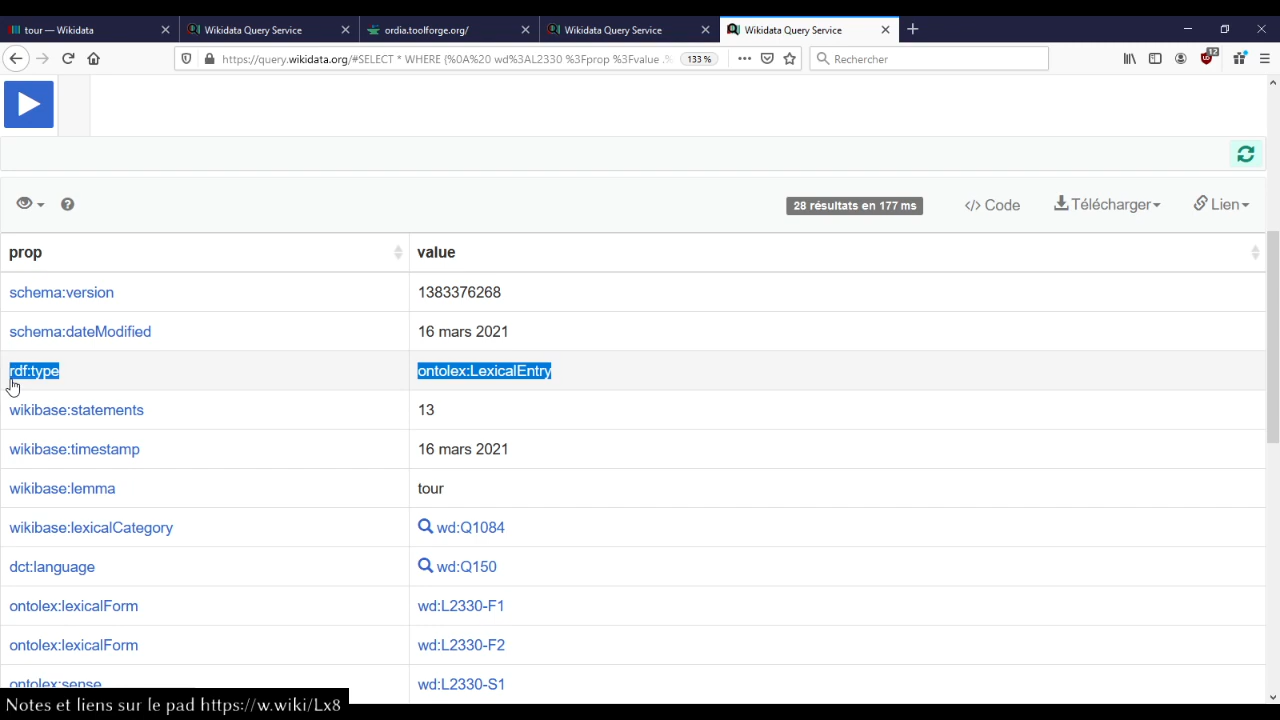 tour — Wikidata
Wikidata Query Service
ordia.toolforge.org/
Wikidata Query Service
Wikidata Query Service
https://query.wikidata.org/#SELECT * WHERE {%0A%20 wd%3AL2330 %3Fprop %3Fvalue .%
133 %
Rechercher
12
28 résultats en 177 ms
</> Code
Télécharger
Lien
prop value
schema:version 1383376268
schema:dateModified 16 mars 2021
rdf:type ontolex:LexicalEntry
wikibase:statements 13
wikibase:timestamp 16 mars 2021
wikibase:lemma tour
wikibase:lexicalCategory wd:Q1084
dct:language wd:Q150
ontolex:lexicalForm wd:L2330-F1
ontolex:lexicalForm wd:L2330-F2
ontolex:sense wd:L2330-S1
Notes et liens sur le pad https://w.wiki/Lx8